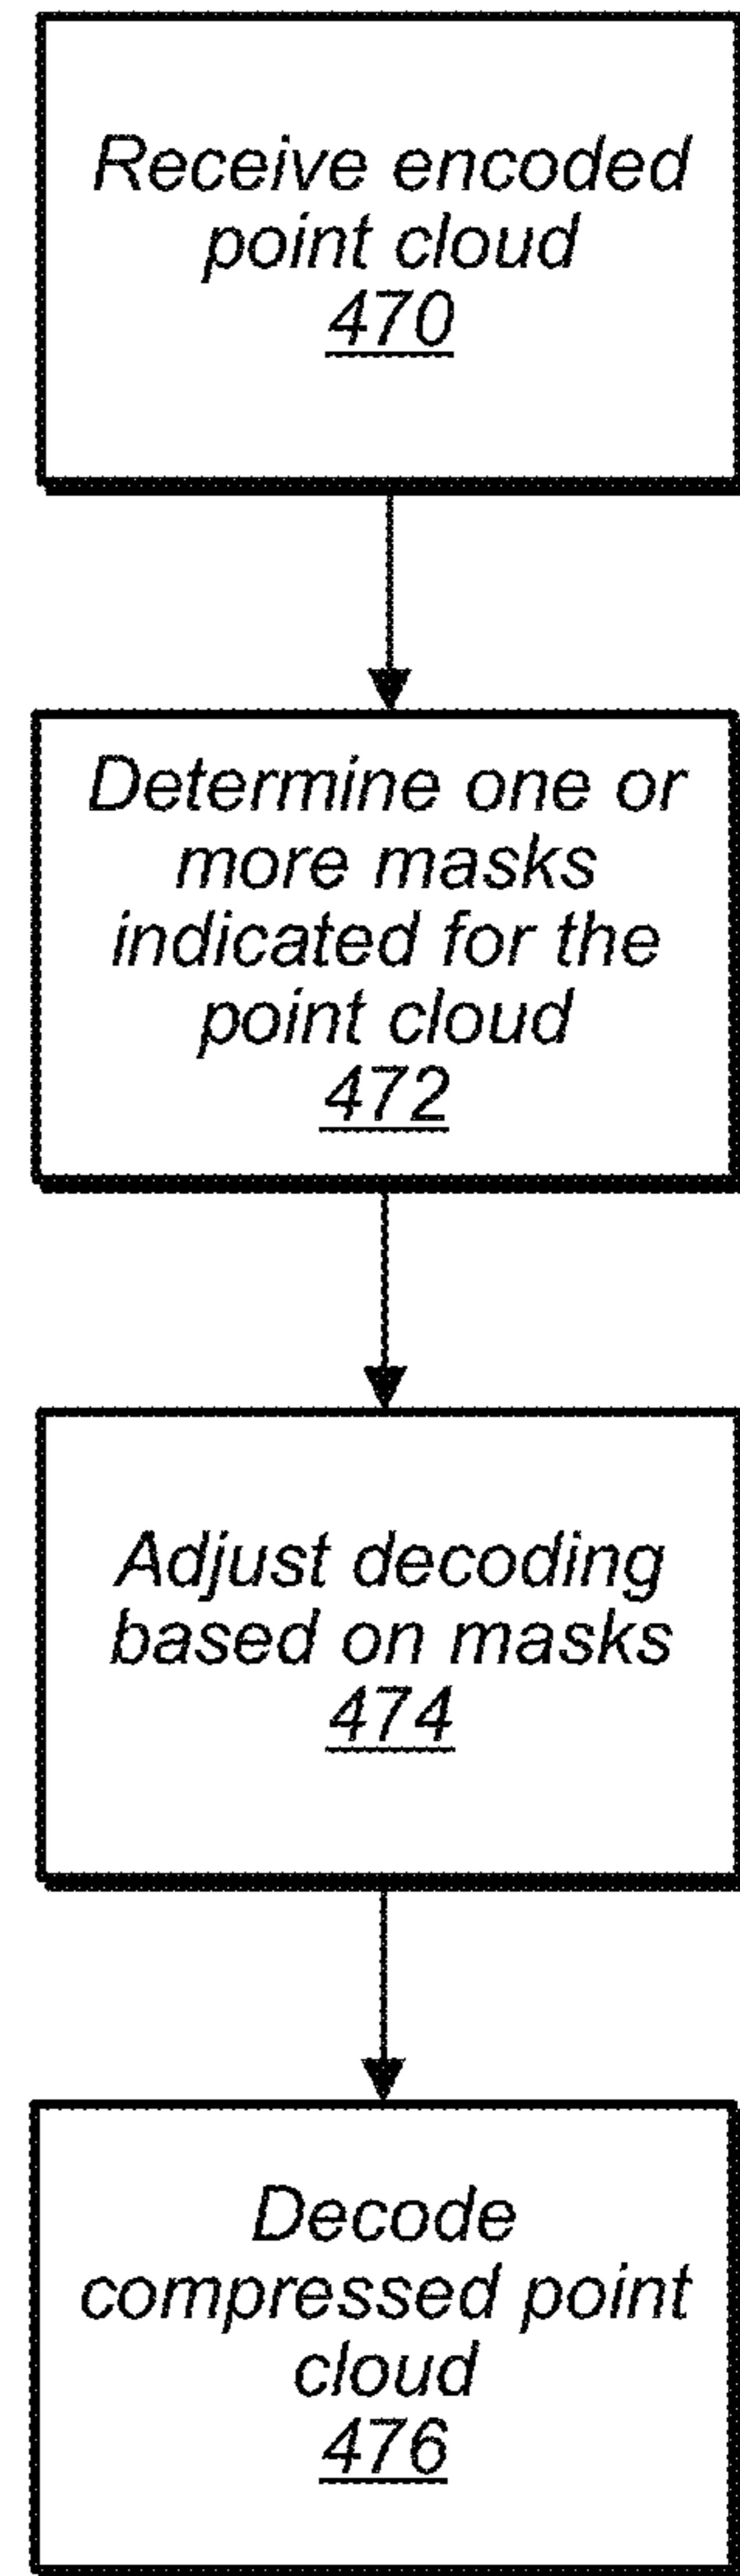 Receive encoded
point cloud
470
Determine one or
more masks
indicated for the
point cloud
472
Adjust decoding
based on masks
474
Decode
compressed point
cloud
476